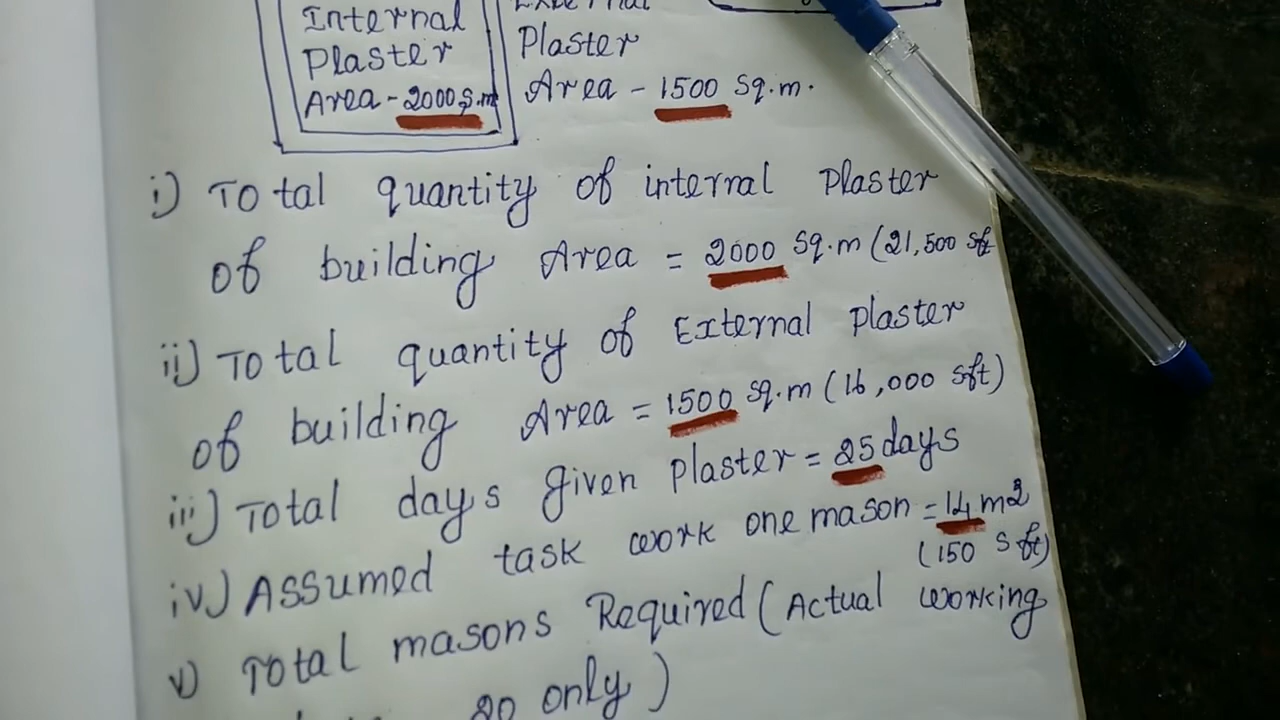 Internal
Plaster
Area - 2000 s.m
External
Plaster
Area - 1500 sq.m.
i) Total quantity of internal plaster
of building Area = 2000 sq.m (21,500 sft
ii) Total quantity of External plaster
of building Area = 1500 sq.m (16,000 sft)
iii) Total days given plaster = 25 days
iv) Assumed task work one mason = 14 m2
(150 sft)
v) Total masons Required (Actual working
20 only)